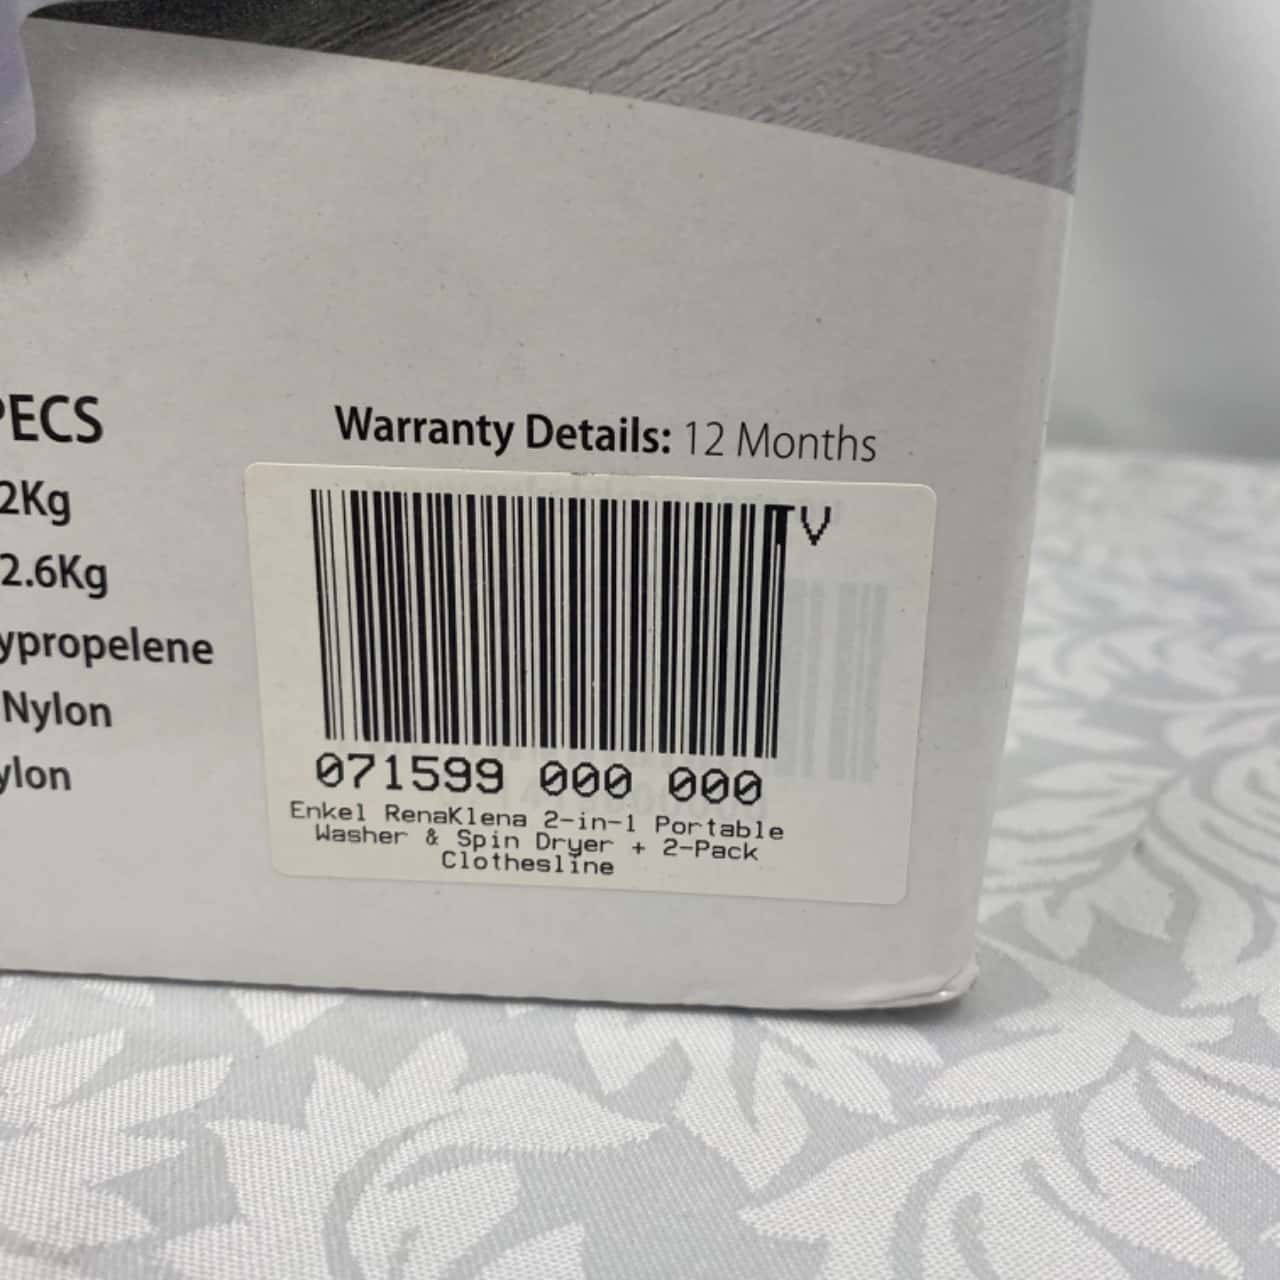 PECS
2Kg
2.6Kg
ypropelene
Nylon
ylon
Warranty Details: 12 Months
TV
071599 000 000
Enkel RenaKlena 2-in-1 Portable
Washer & Spin Dryer + 2-Pack
Clothesline